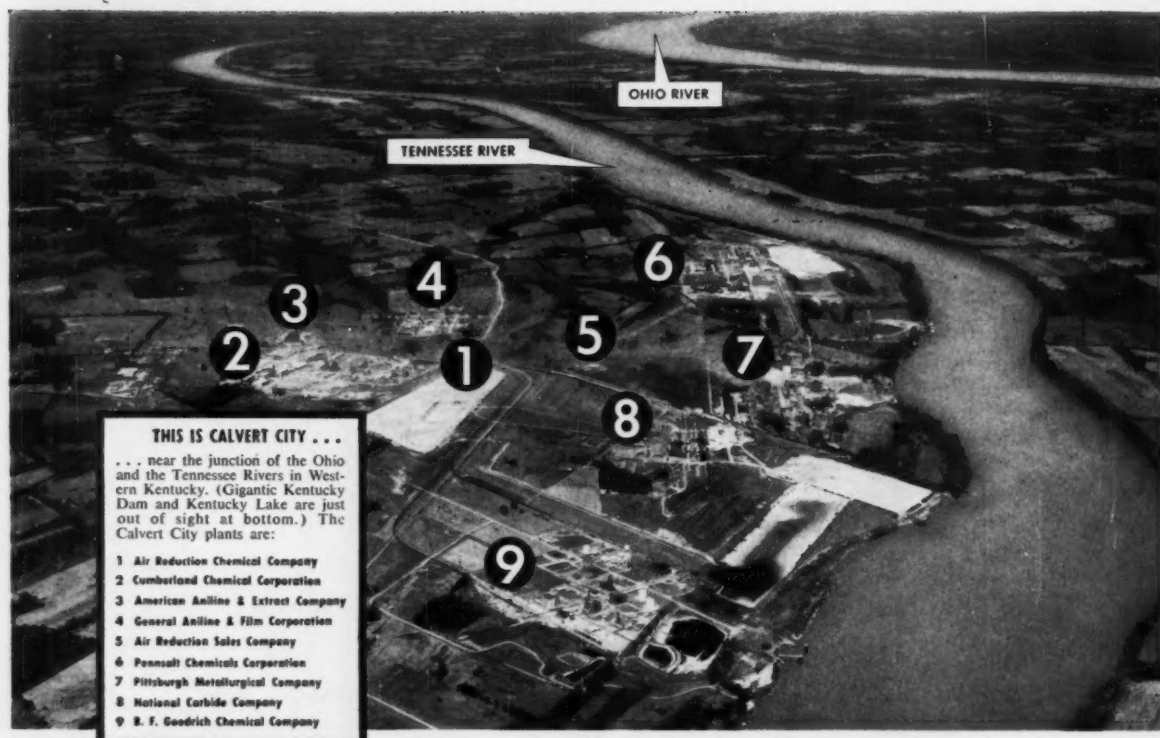 OHIO RIVER
TENNESSEE RIVER
6
4
3
5
2
1
7
8
9
THIS IS CALVERT CITY . . .
. . . near the junction of the Ohio
and the Tennessee Rivers in West-
ern Kentucky. (Gigantic Kentucky
Dam and Kentucky Lake are just
out of sight at bottom.) The
Calvert City plants are:
1 Air Reduction Chemical Company
2 Cumberland Chemical Corporation
3 American Aniline & Extract Company
4 General Aniline & Film Corporation
5 Air Reduction Sales Company
6 Pennsalt Chemicals Corporation
7 Pittsburgh Metallurgical Company
8 National Carbide Company
9 B. F. Goodrich Chemical Company